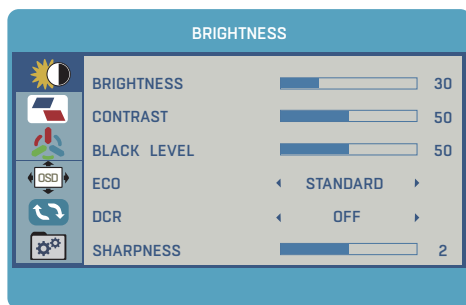 BRIGHTNESS
BRIGHTNESS 30
CONTRAST 50
BLACK LEVEL 50
OSD ECO STANDARD
DCR OFF
SHARPNESS 2